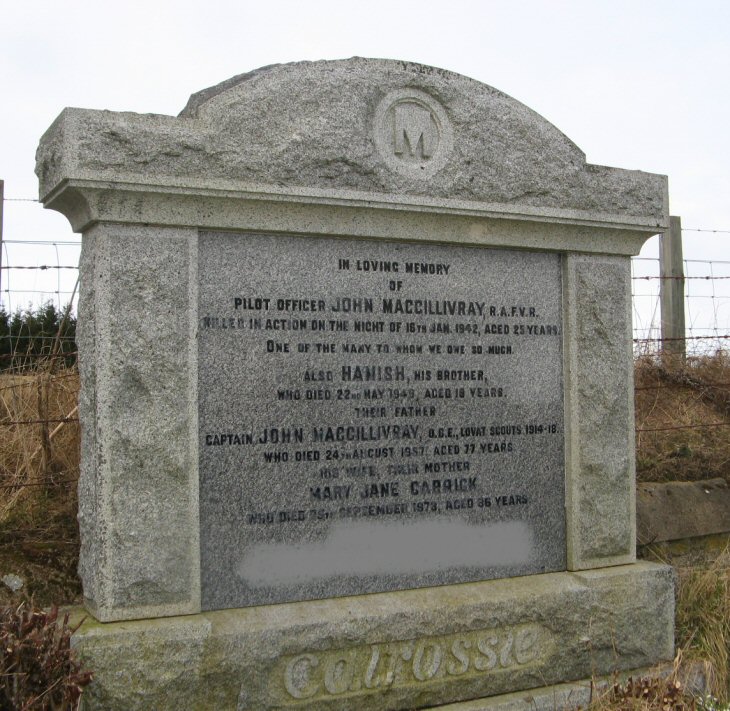 M
IN LOVING MEMORY
OF
PILOT OFFICER JOHN MACGILLIVRAY, R.A.F.V.R.
KILLED IN ACTION ON THE NIGHT OF 16TH JAN. 1942, AGED 25 YEARS.
ONE OF THE MANY TO WHOM WE OWE SO MUCH.
ALSO HAMISH, HIS BROTHER,
WHO DIED 22ND MAY 1949, AGED 18 YEARS.
THEIR FATHER
CAPTAIN JOHN MACGILLIVRAY, O.B.E., LOVAT SCOUTS 1914-18.
WHO DIED 24TH AUGUST 1957, AGED 77 YEARS
HIS WIFE, THEIR MOTHER
MARY JANE GARRICK
WHO DIED SEPTEMBER 1973, AGED 86 YEARS
Calrossie